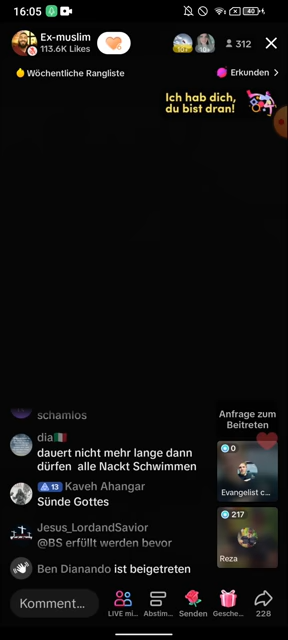 16:05
40
Ex-muslim
113.6K Likes
10+
312
Wöchentliche Rangliste
Erkunden
Ich hab dich,
du bist dran!
schamlos
dia
dauert nicht mehr lange dann
dürfen alle Nackt Schwimmen
13 Kaveh Ahangar
Sünde Gottes
Jesus_LordandSavior
@BS erfüllt werden bevor
Ben Dianando ist beigetreten
Anfrage zum
Beitreten
0
Evangelist c...
217
Reza
Komment...
LIVE mi...
Abstim...
Senden
Gesche...
228